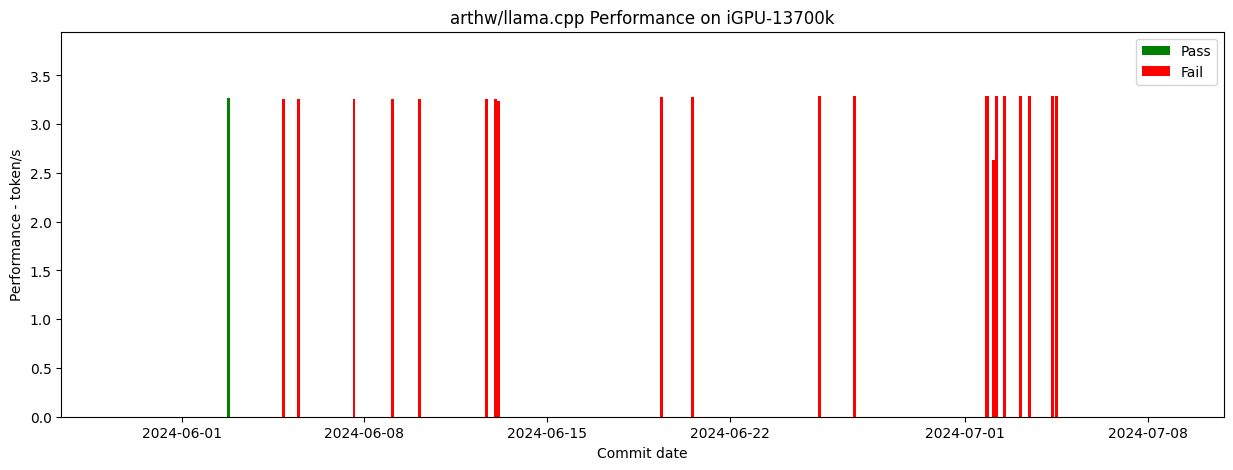 arthw/llama.cpp Performance on iGPU-13700k
Pass
Fail
3.5
3.0
2.5
2.0
1.5
1.0
0.5
0.0
Performance - token/s
2024-06-01
2024-06-08
2024-06-15
2024-06-22
2024-07-01
2024-07-08
Commit date